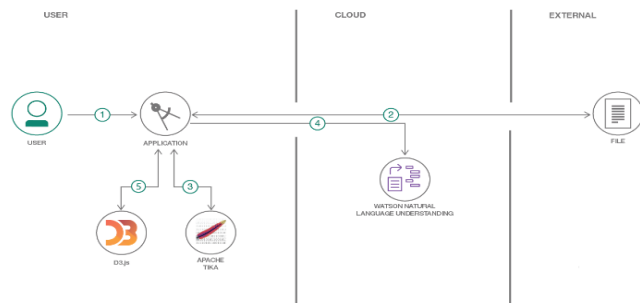 USER
CLOUD
EXTERNAL
1
2
4
USER
APPLICATION
FILE
5
3
WATSON NATURAL
LANGUAGE UNDERSTANDING
D3.js
APACHE
TIKA